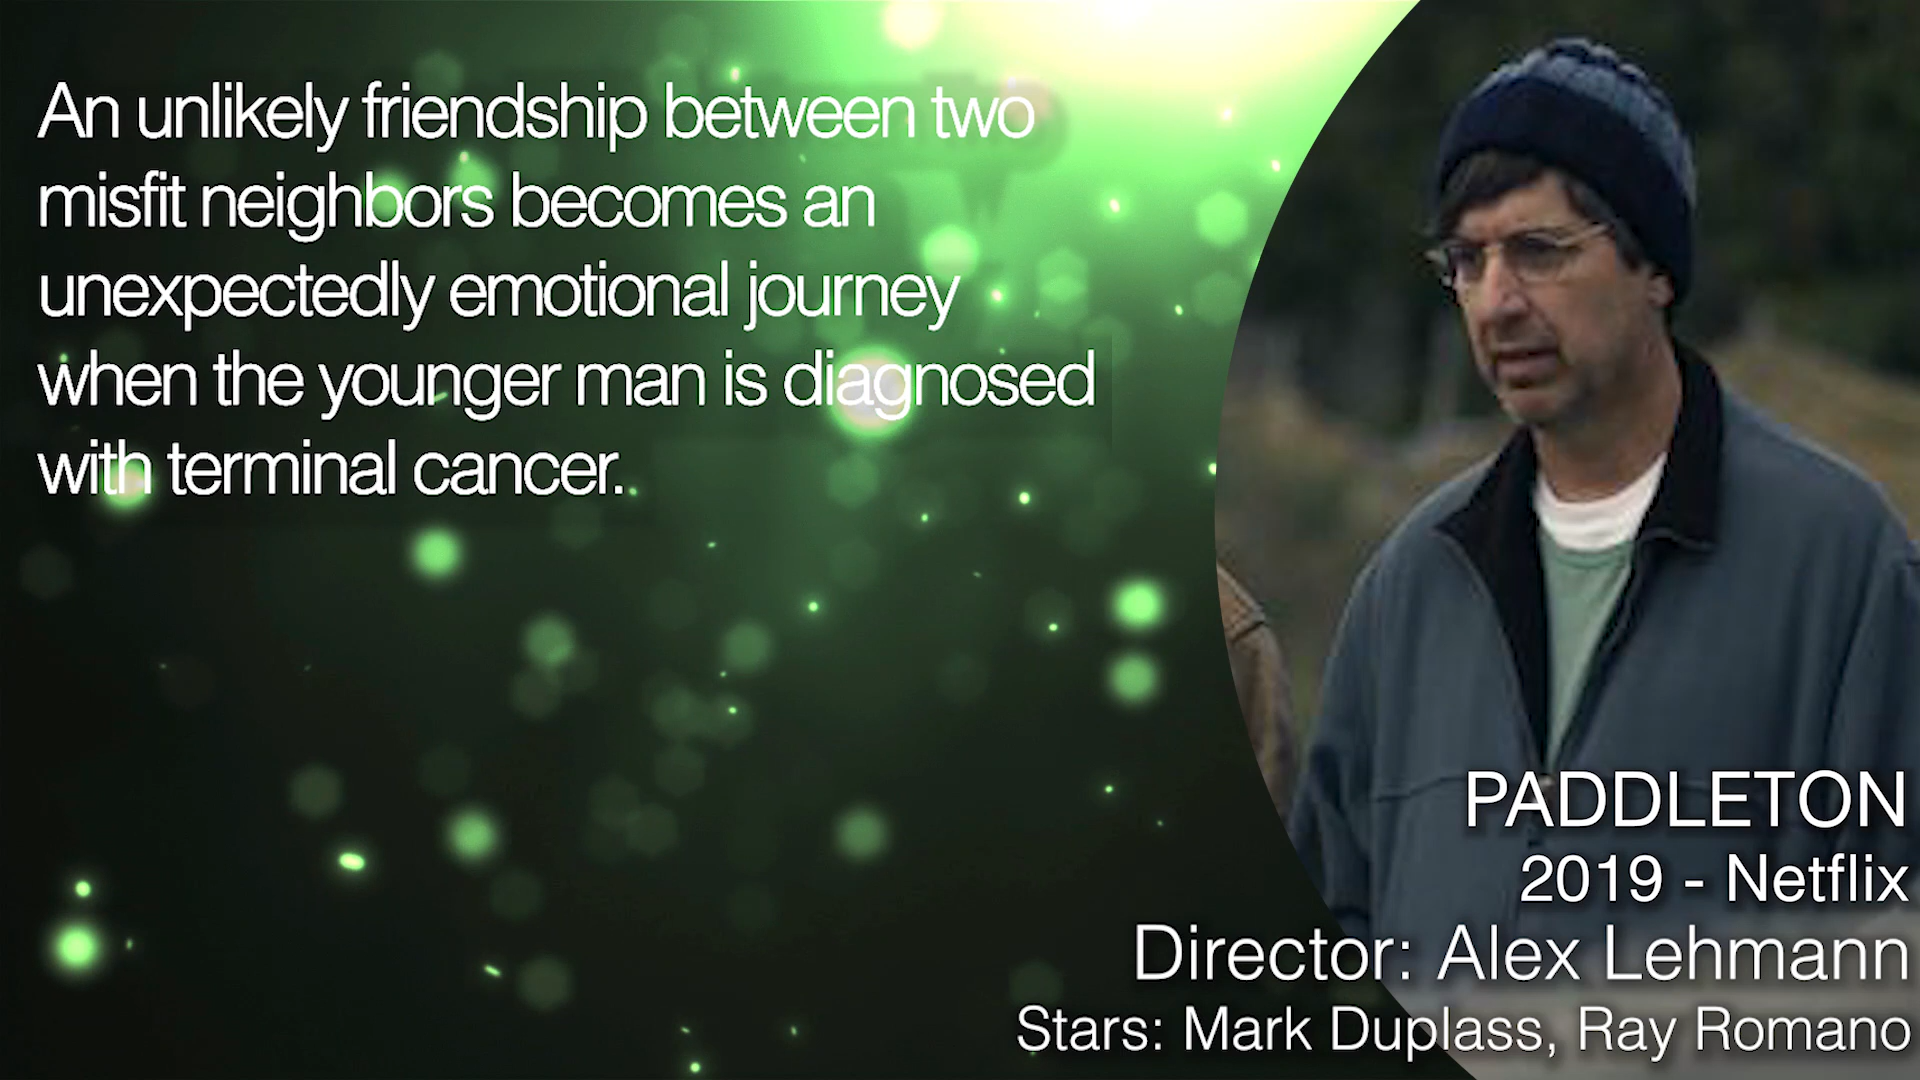 An unlikely friendship between two
misfit neighbors becomes an
unexpectedly emotional journey
when the younger man is diagnosed
with terminal cancer.
PADDLETON
2019 - Netflix
Director: Alex Lehmann
Stars: Mark Duplass, Ray Romano